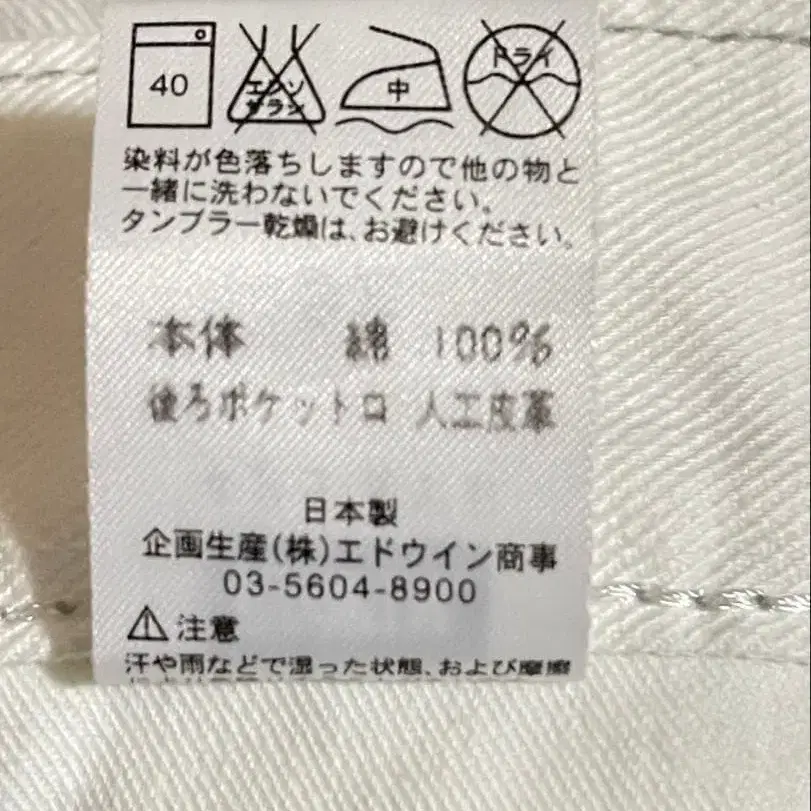 40
エンソ
サラシ
中
ドライ
染料が色落ちしますので他の物と
一緒に洗わないでください。
タンブラー乾燥は、お避けください。
本体 綿 100%
後ろポケット口 人工皮革
日本製
企画生産(株)エドウイン商事
03-5604-8900
⚠注意
汗や雨などで湿った状態、および摩擦